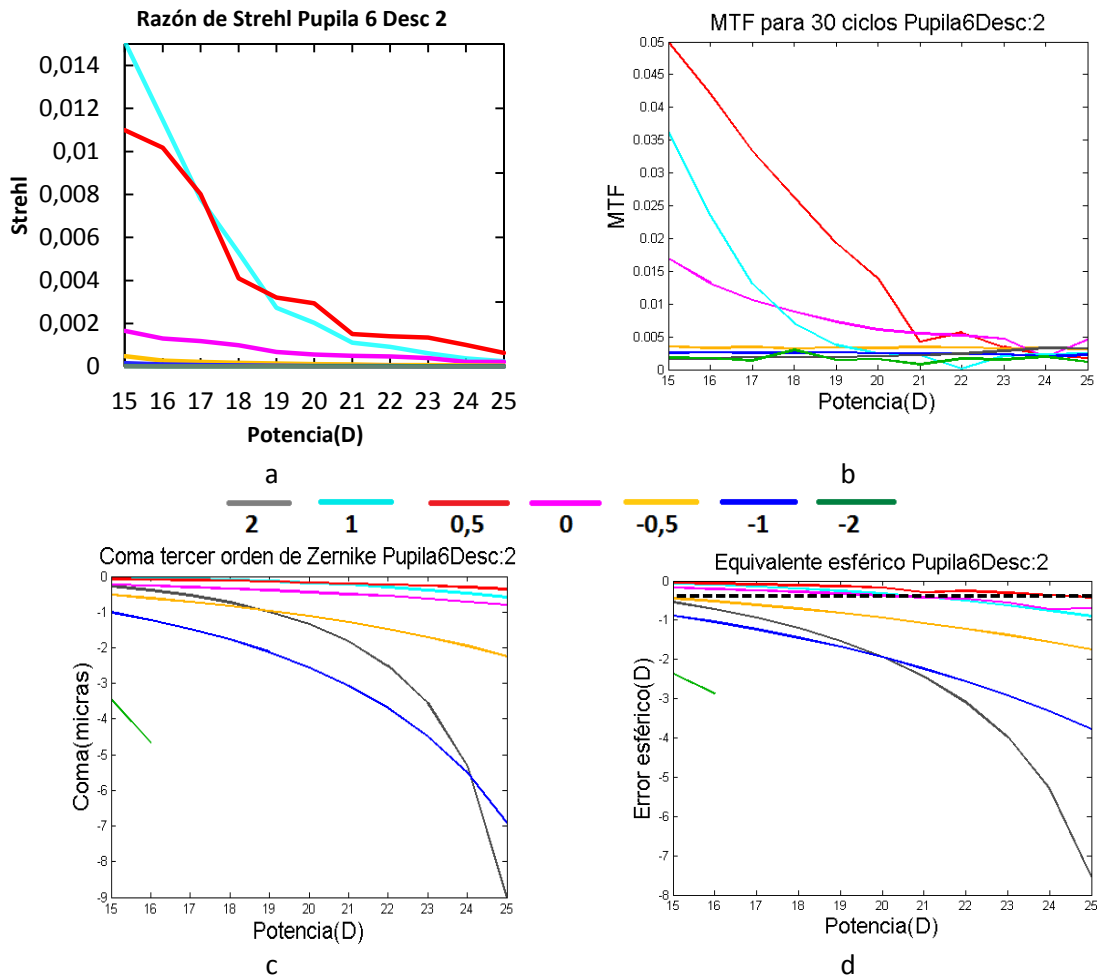 Razón de Strehl Pupila 6 Desc 2
0,014
0,012
0,01
0,008
0,006
0,004
0,002
0
Strehl
15 16 17 18 19 20 21 22 23 24 25
Potencia(D)
a
MTF para 30 ciclos Pupila6Desc:2
0.05
0.045
0.04
0.035
0.03
0.025
0.02
0.015
0.01
0.005
0
MTF
15 16 17 18 19 20 21 22 23 24 25
Potencia(D)
b
2 1 0,5 0 -0,5 -1 -2
Coma tercer orden de Zernike Pupila6Desc:2
0
-1
-2
-3
-4
-5
-6
-7
-8
-9
Coma(micras)
15 16 17 18 19 20 21 22 23 24 25
Potencia(D)
c
Equivalente esférico Pupila6Desc:2
0
-1
-2
-3
-4
-5
-6
-7
-8
Error esférico(D)
15 16 17 18 19 20 21 22 23 24 25
Potencia(D)
d